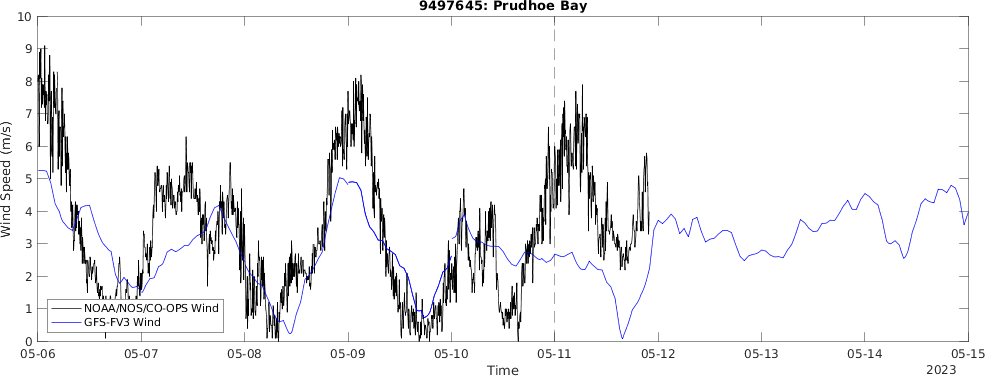 9497645: Prudhoe Bay
Wind Speed (m/s)
10
9
8
7
6
5
4
3
2
1
0
NOAA/NOS/CO-OPS Wind
GFS-FV3 Wind
05-06 05-07 05-08 05-09 05-10 05-11 05-12 05-13 05-14 05-15
Time
2023